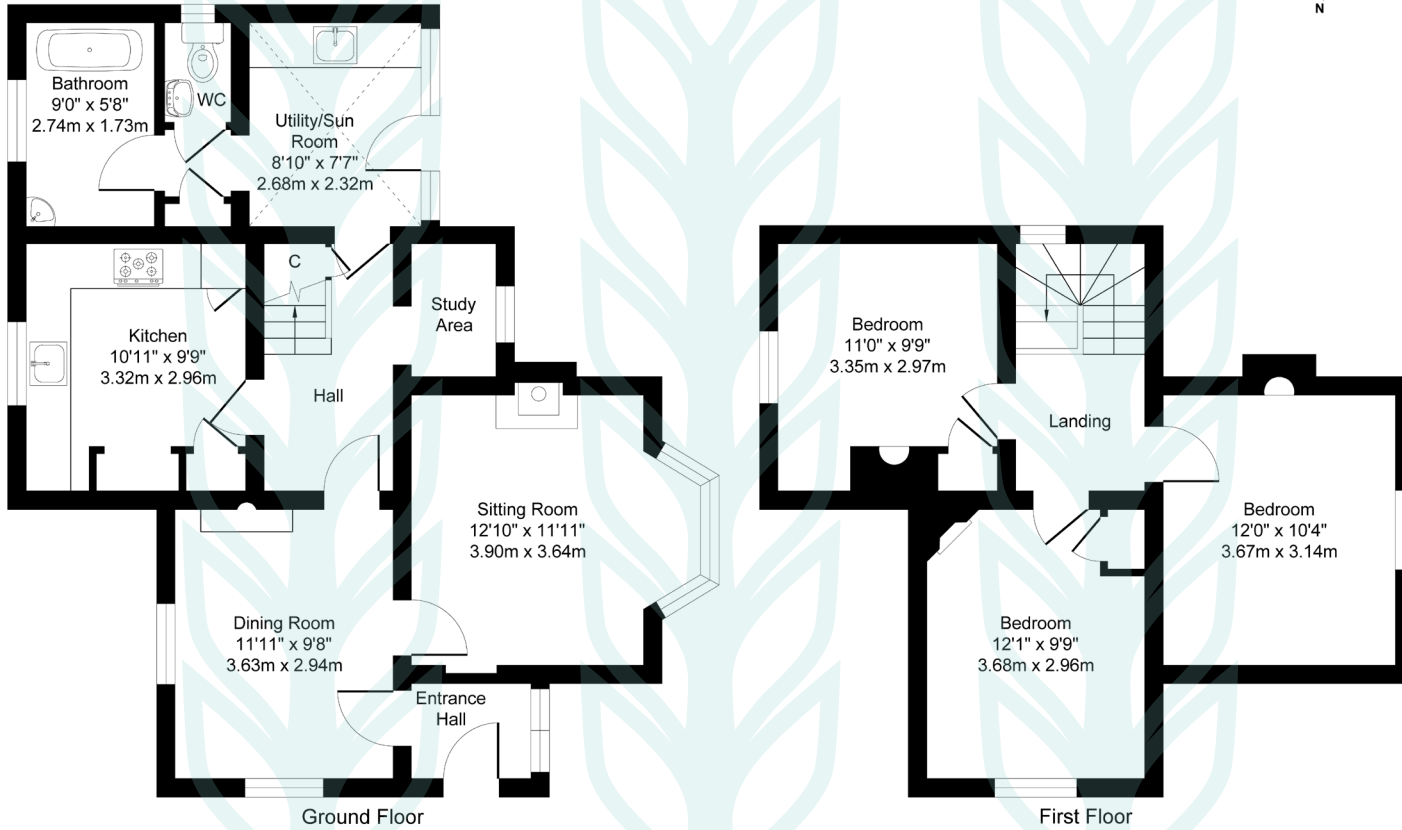 N
Bathroom
9'0" x 5'8"
2.74m x 1.73m
WC
Utility/Sun
Room
8'10" x 7'7"
2.68m x 2.32m
C
Study
Area
Kitchen
10'11" x 9'9"
3.32m x 2.96m
Hall
Sitting Room
12'10" x 11'11"
3.90m x 3.64m
Dining Room
11'11" x 9'8"
3.63m x 2.94m
Entrance
Hall
Ground Floor
Bedroom
11'0" x 9'9"
3.35m x 2.97m
Landing
Bedroom
12'0" x 10'4"
3.67m x 3.14m
Bedroom
12'1" x 9'9"
3.68m x 2.96m
First Floor